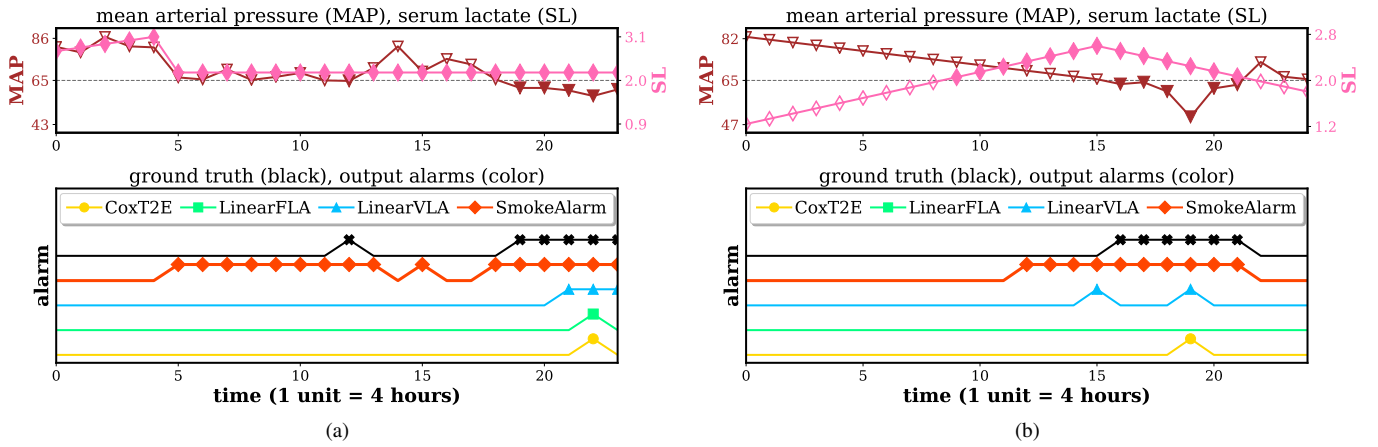 mean arterial pressure (MAP), serum lactate (SL)
86
65
43
MAP
3.1
2.0
0.9
SL
0 5 10 15 20
ground truth (black), output alarms (color)
CoxT2E LinearFLA LinearVLA SmokeAlarm
alarm
0 5 10 15 20
time (1 unit = 4 hours)
(a)
mean arterial pressure (MAP), serum lactate (SL)
82
65
47
MAP
2.8
2.0
1.2
SL
0 5 10 15 20
ground truth (black), output alarms (color)
CoxT2E LinearFLA LinearVLA SmokeAlarm
alarm
0 5 10 15 20
time (1 unit = 4 hours)
(b)